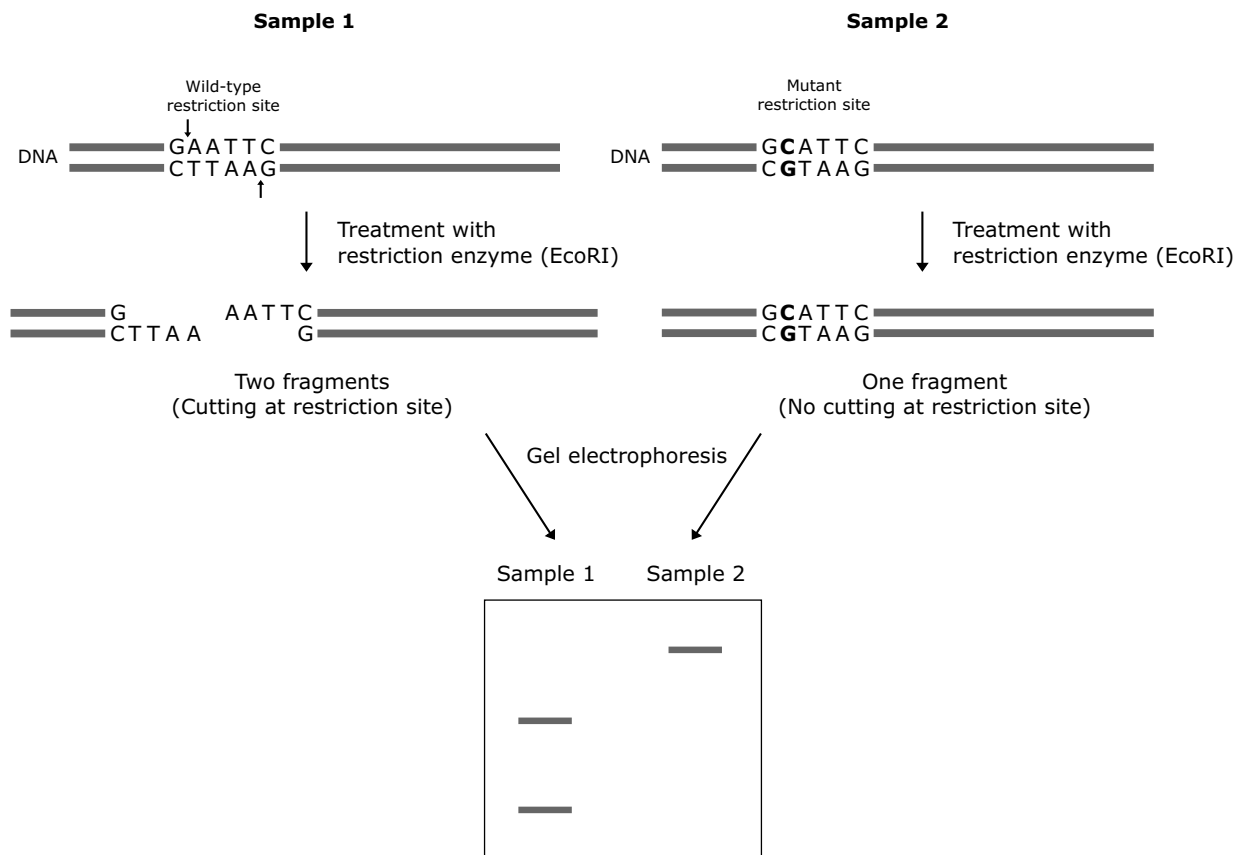 Sample 1
Sample 2
Wild-type
restriction site
Mutant
restriction site
DNA
GAATTC
CTTAAG
DNA
GCATTC
CGTAAG
Treatment with
restriction enzyme (EcoRI)
Treatment with
restriction enzyme (EcoRI)
G
AATTC
CTTAA
G
GCATTC
CGTAAG
Two fragments
(Cutting at restriction site)
One fragment
(No cutting at restriction site)
Gel electrophoresis
Sample 1
Sample 2